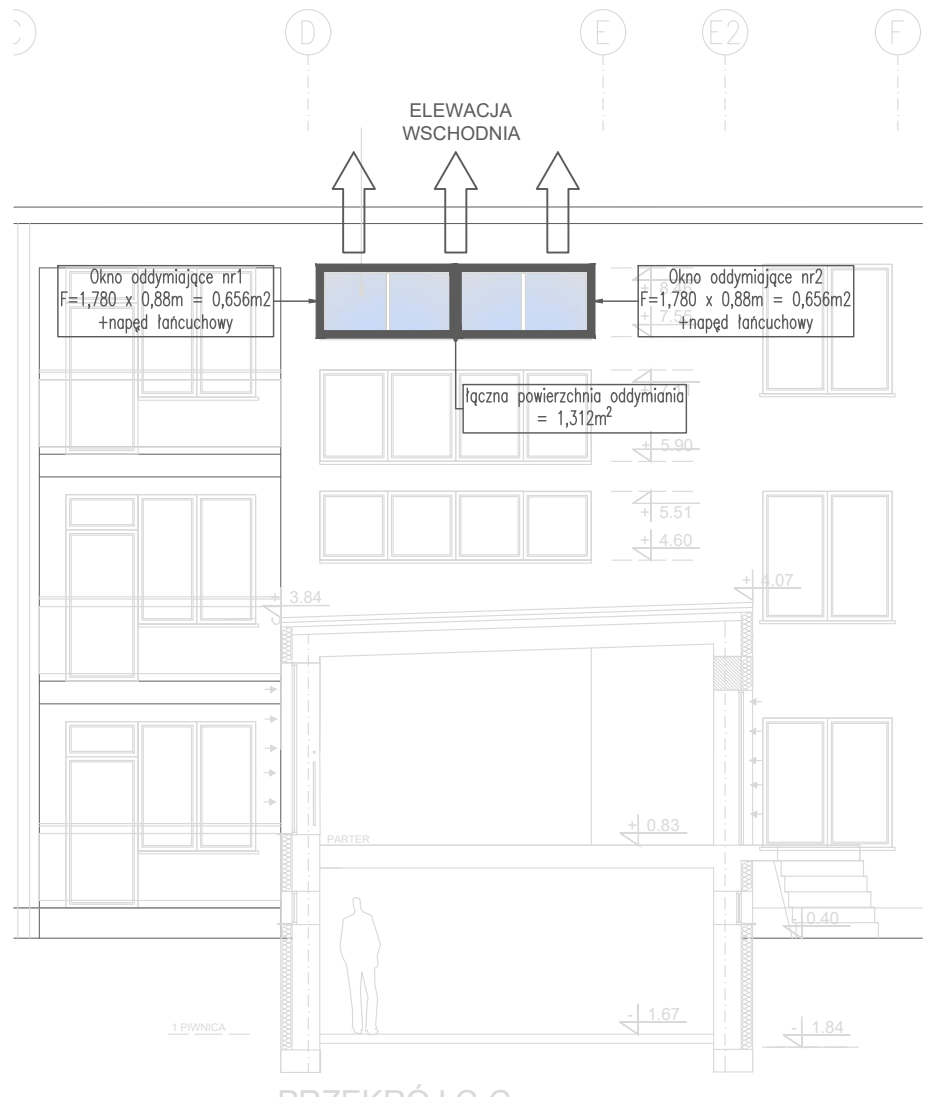 C
D
E
E2
F
ELEWACJA
WSCHODNIA
Okno oddymiające nr1
F=1,780 x 0,88m = 0,656m2
+napęd łańcuchowy
Okno oddymiające nr2
F=1,780 x 0,88m = 0,656m2
+napęd łańcuchowy
+ 7.55
łączna powierzchnia oddymiania
= 1,312m²
+ 5.90
+ 5.51
+ 4.60
+ 3.84
+ 4.07
+ 0.83
PARTER
- 0.40
- 1.67
1 PIWNICA
- 1.84
PRZEKRÓJ C-C